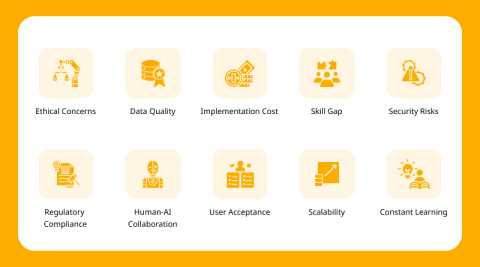 Ethical Concerns
Data Quality
Implementation Cost
Skill Gap
Security Risks
Regulatory
Compliance
Human-AI
Collaboration
User Acceptance
Scalability
Constant Learning